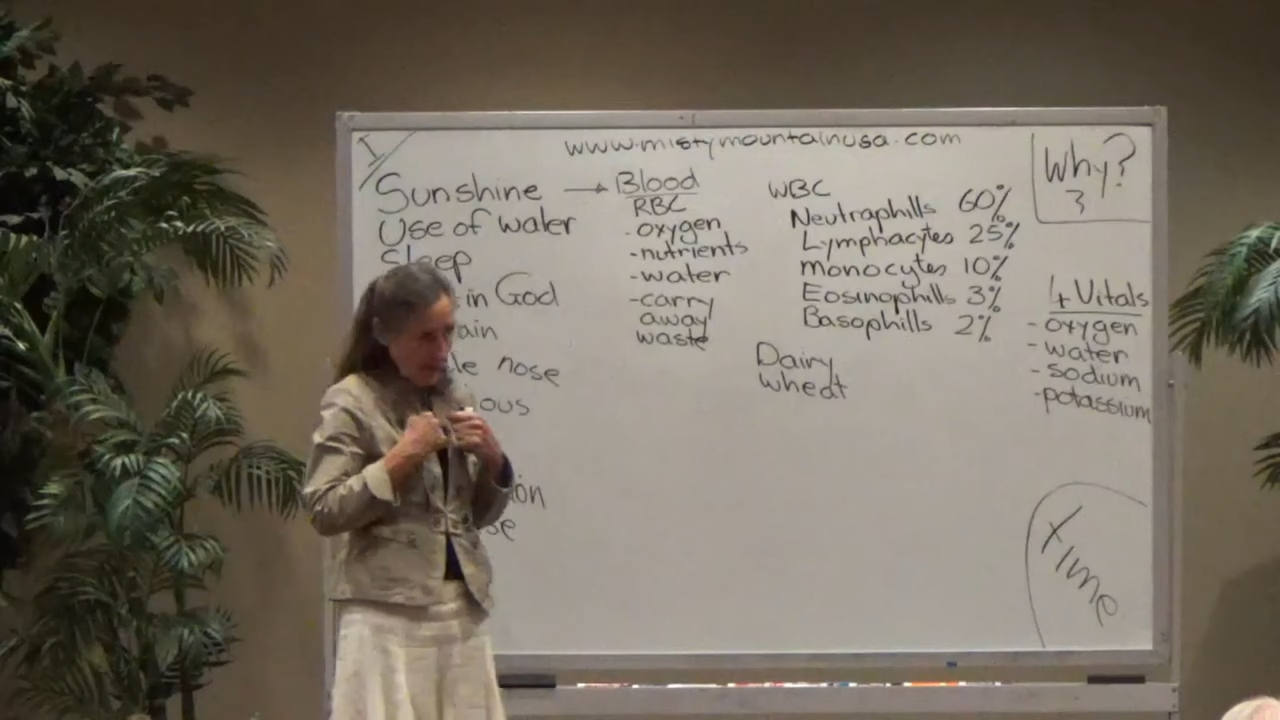 I
www.mistymountainusa.com
Sunshine → Blood
Use of water
Sleep
in God
ain
le nose
ous
ion
se
RBC
. oxygen
- nutrients
- water
- carry
away
waste
WBC
Neutraphills 60%
Lymphacytes 25%
monocytes 10%
Eosinophills 3%
Basophills 2%
Dairy
wheat
Why?
4 Vitals
- oxygen
- water
- sodium
- potassium
Time